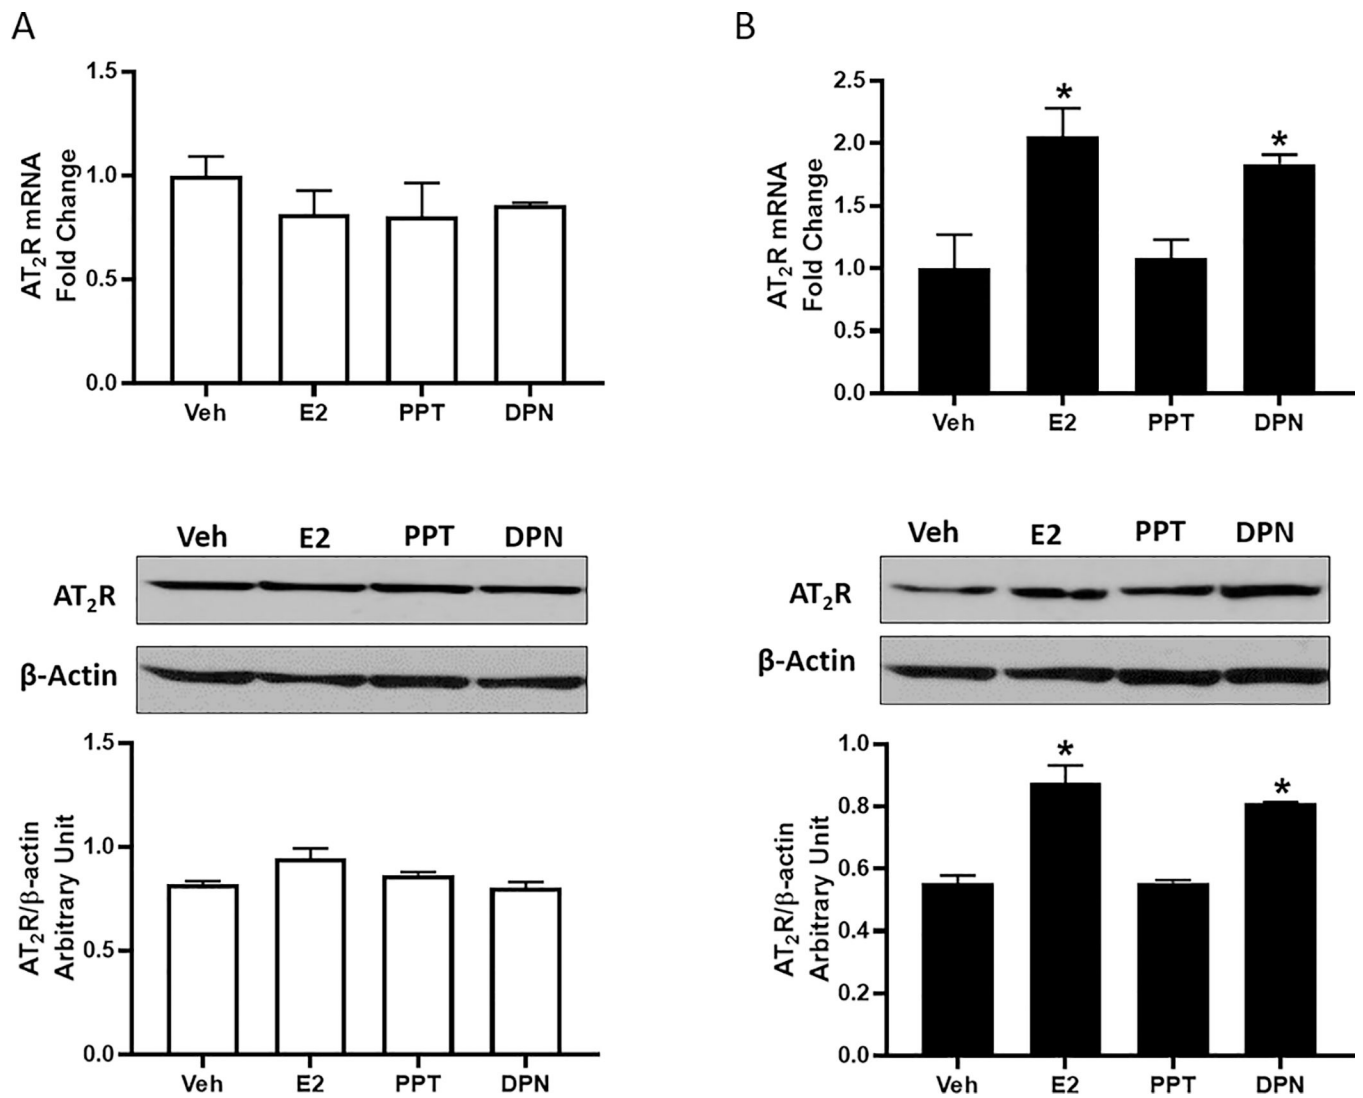 A
B
1.5
1.0
0.5
0.0
AT₂R mRNA
Fold Change
Veh E2 PPT DPN
2.5
2.0
1.5
1.0
0.5
0.0
AT₂R mRNA
Fold Change
* *
Veh E2 PPT DPN
Veh E2 PPT DPN
AT₂R
β-Actin
Veh E2 PPT DPN
AT₂R
β-Actin
1.5
1.0
0.5
0.0
AT₂R/β-actin
Arbitrary Unit
Veh E2 PPT DPN
1.0
0.8
0.6
0.4
0.2
0.0
AT₂R/β-actin
Arbitrary Unit
* *
Veh E2 PPT DPN